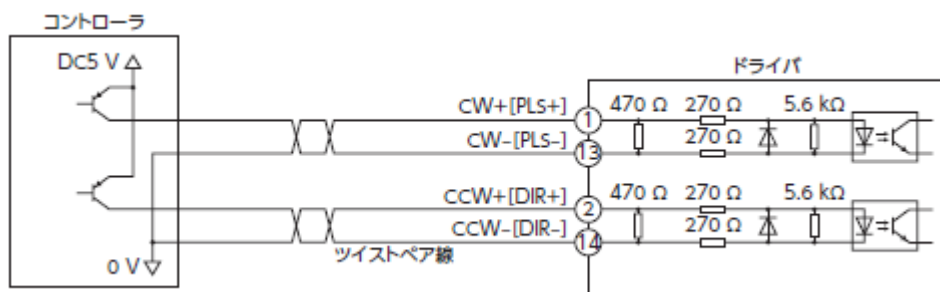 コントローラ
DC5 V
ドライバ
CW+[PLS+] 1 470 Ω 270 Ω 5.6 kΩ
CW-[PLS-] 13 270 Ω
CCW+[DIR+] 2 470 Ω 270 Ω 5.6 kΩ
CCW-[DIR-] 14 270 Ω
ツイストペア線
0 V